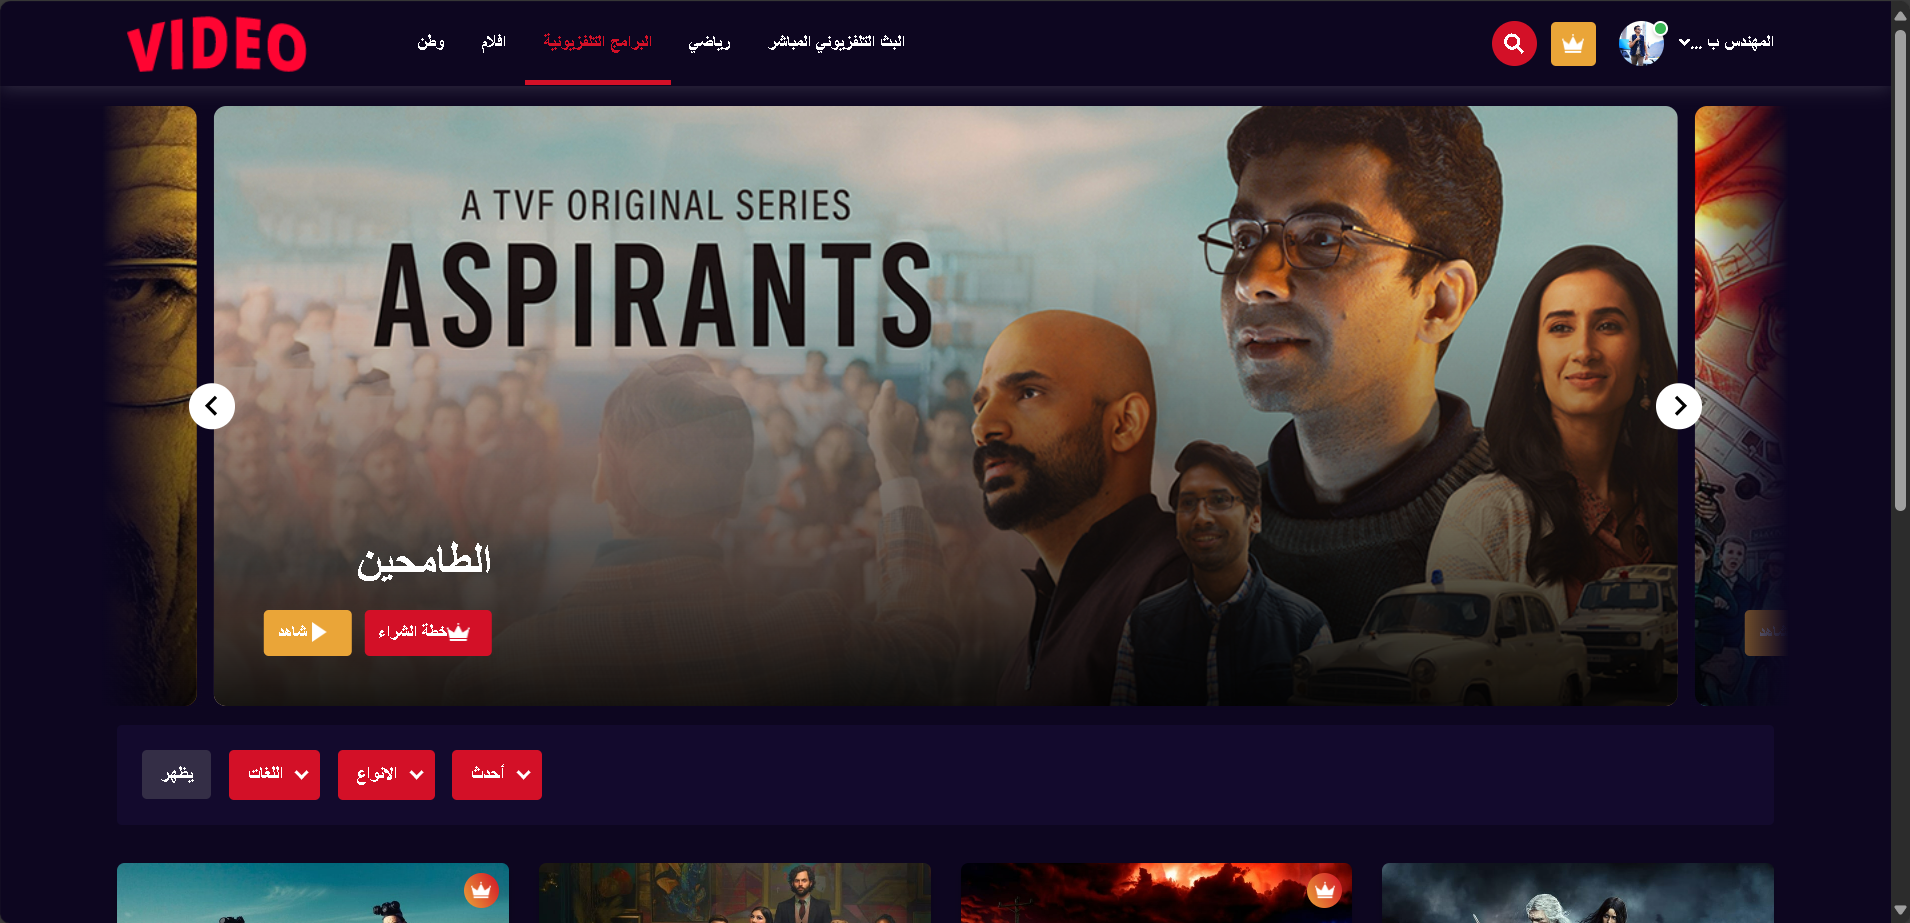 VIDEO
وطن
افلام
البرامج التلفزيونية
رياضي
البث التلفزيوني المباشر
المهندس ب ...
A TVF ORIGINAL SERIES
ASPIRANTS
الطامحين
شاهد
خطة الشراء
يظهر
اللغات
الانواع
أحدث